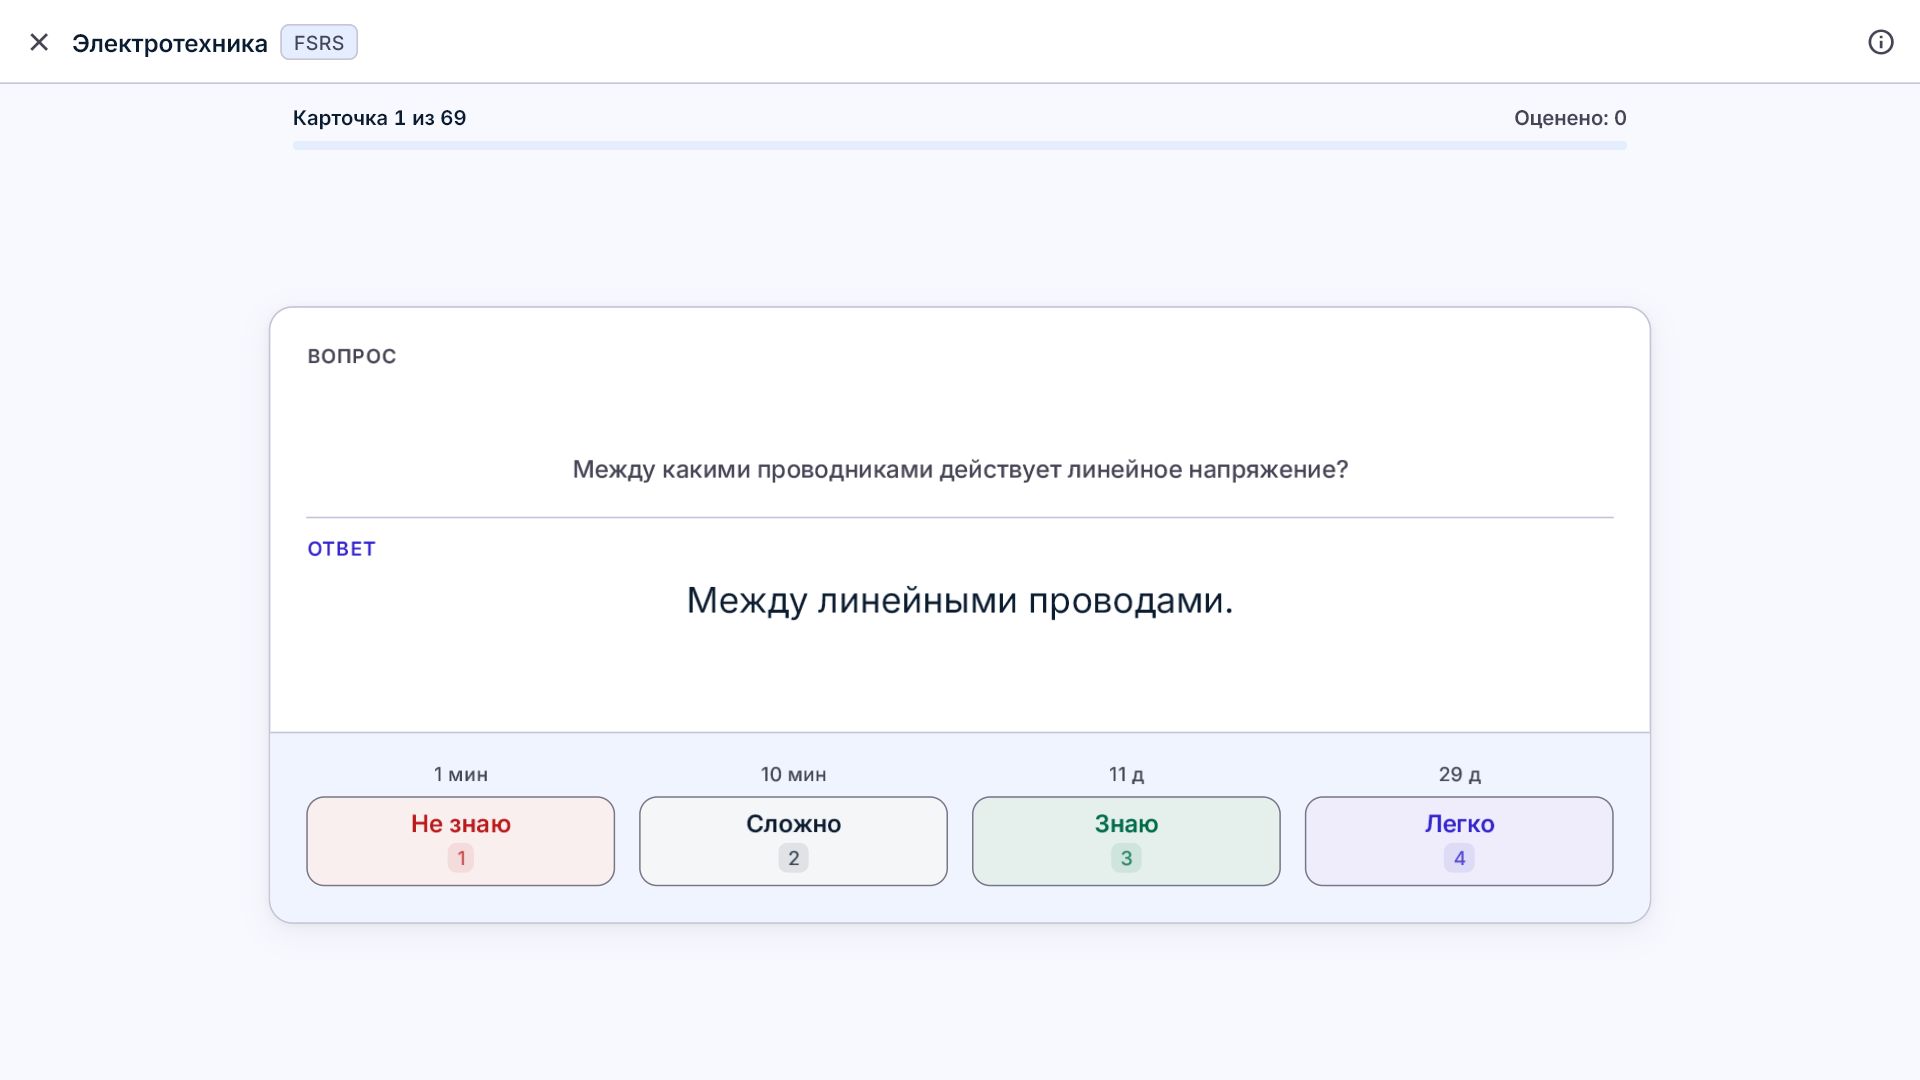 Электротехника FSRS
Карточка 1 из 69
Оценено: 0
ВОПРОС
Между какими проводниками действует линейное напряжение?
ОТВЕТ
Между линейными проводами.
1 мин
Не знаю
1
10 мин
Сложно
2
11 д
Знаю
3
29 д
Легко
4